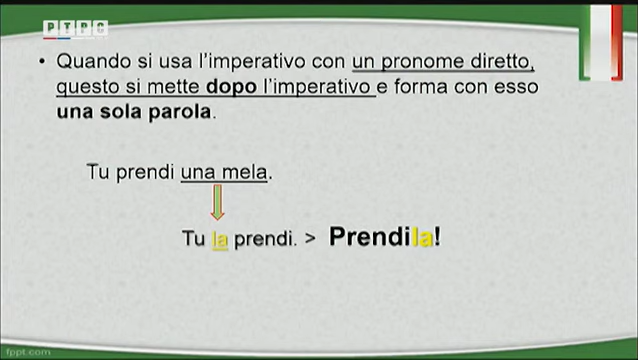 РТРС
• Quando si usa l'imperativo con un pronome diretto,
questo si mette dopo l'imperativo e forma con esso
una sola parola.
Tu prendi una mela.
Tu la prendi. > Prendila!
fppt.com